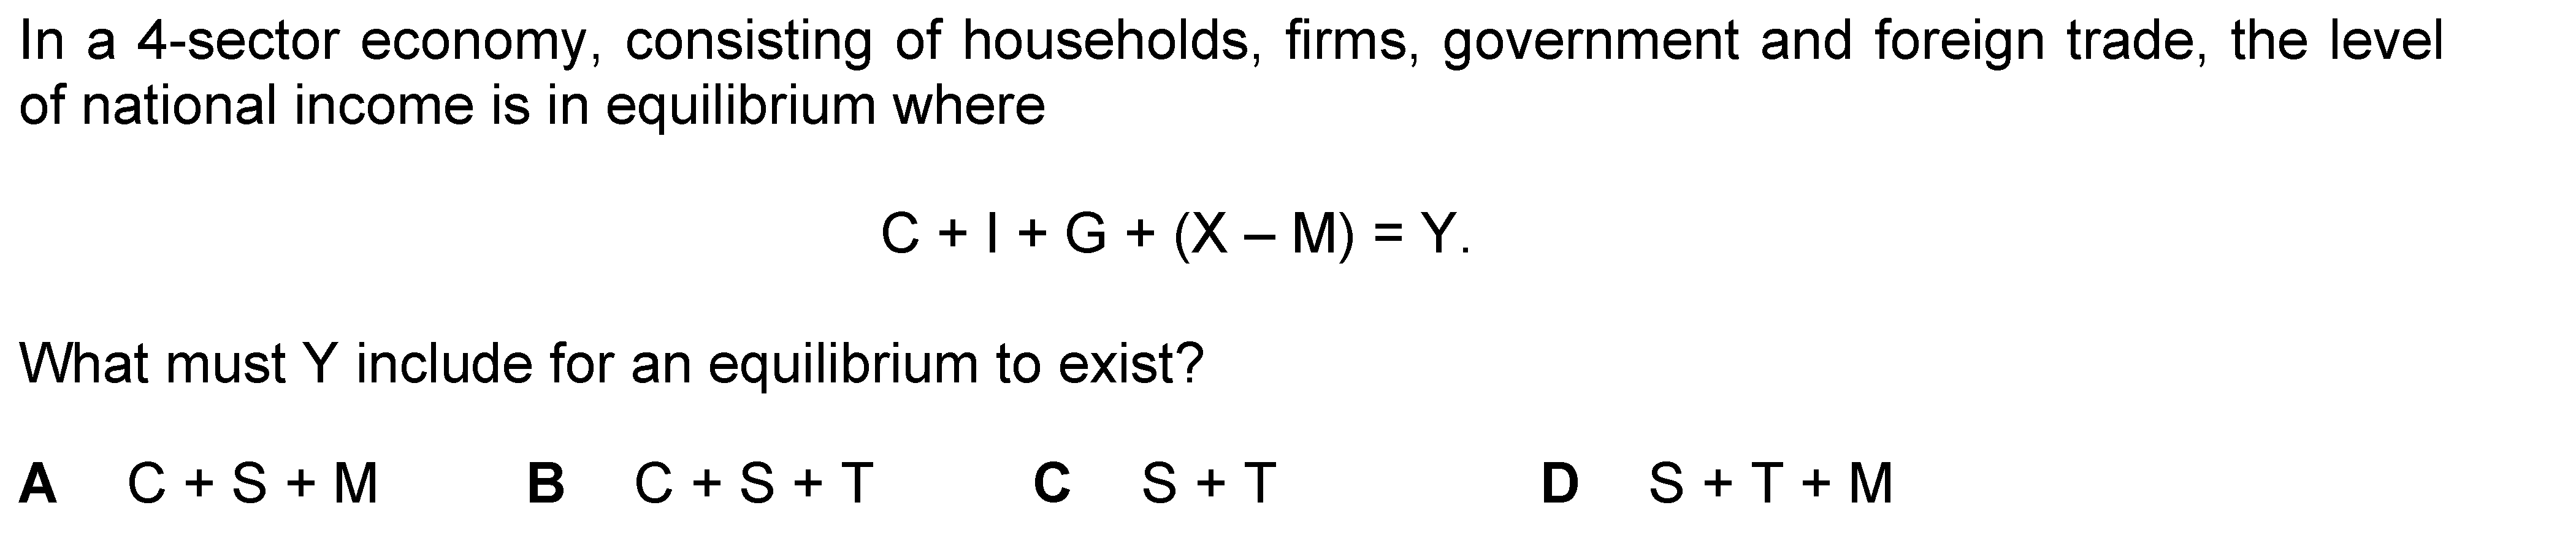 In a 4-sector economy, consisting of households, firms, government and foreign trade, the level
of national income is in equilibrium where
C + I + G + (X – M) = Y.
What must Y include for an equilibrium to exist?
A C + S + M B C + S + T C S + T D S + T + M